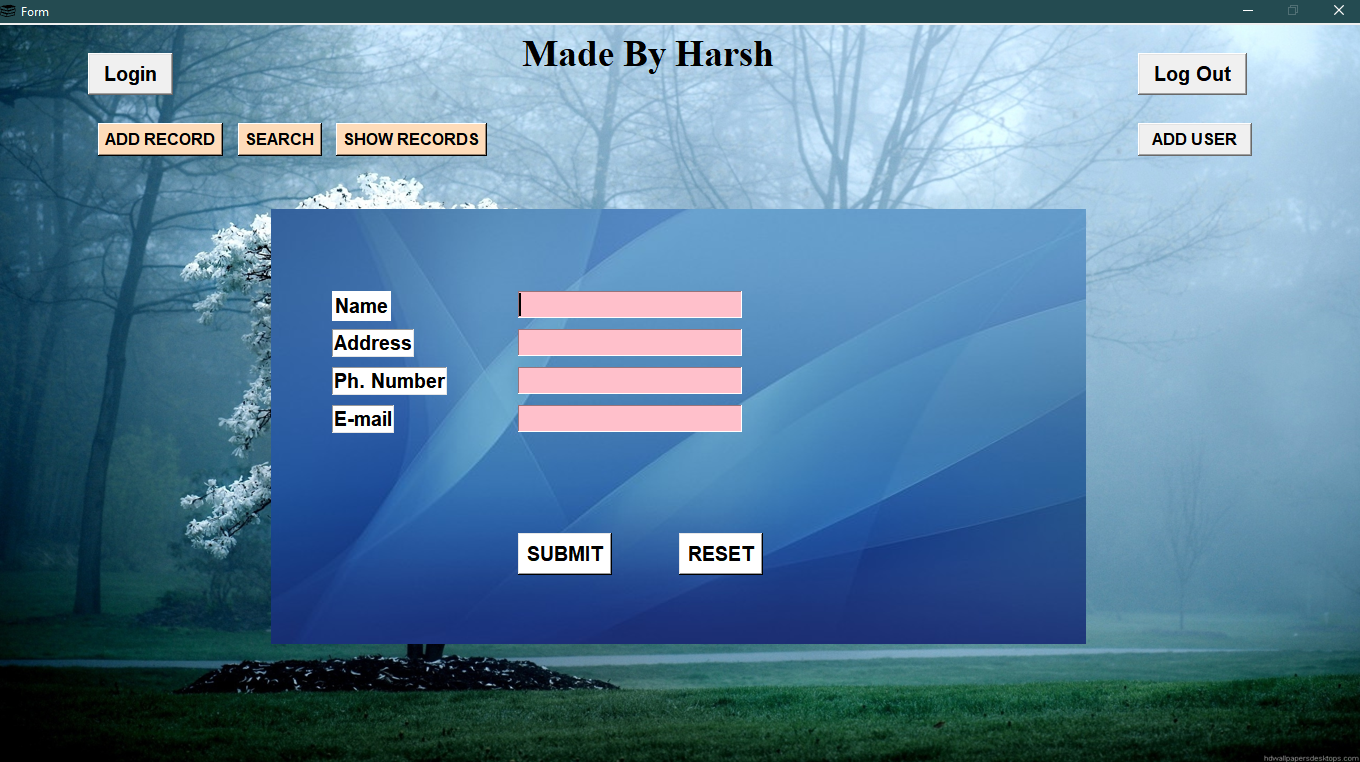 Form
Made By Harsh
Login
Log Out
ADD RECORD SEARCH SHOW RECORDS ADD USER
Name
Address
Ph. Number
E-mail
SUBMIT RESET
hdwallpapersdesktops.com